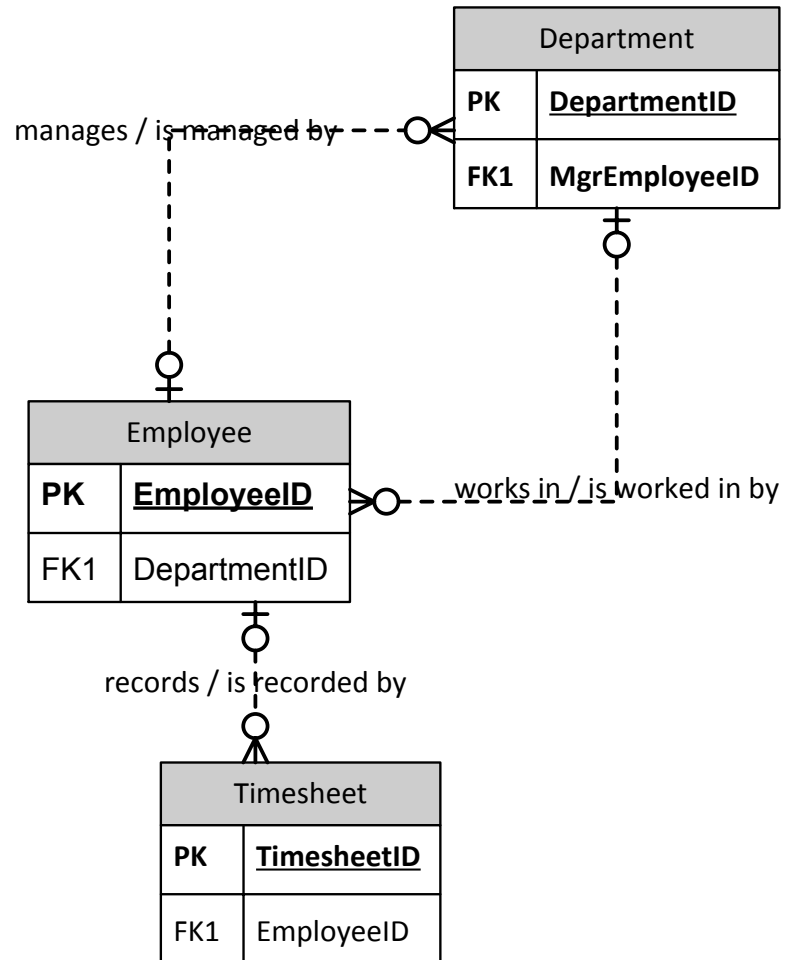 Department
PK DepartmentID
manages / is managed by
FK1 MgrEmployeeID
Employee
PK EmployeeID
works in / is worked in by
FK1 DepartmentID
records / is recorded by
Timesheet
PK TimesheetID
FK1 EmployeeID